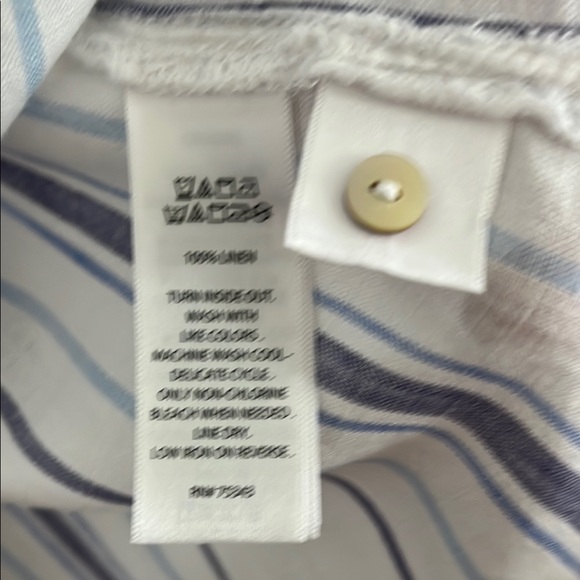 100% LINEN
TURN INSIDE OUT.
WASH WITH
LIKE COLORS.
MACHINE WASH COOL.
DELICATE CYCLE.
ONLY NON-CHLORINE
BLEACH WHEN NEEDED.
LINE DRY.
LOW IRON ON REVERSE.